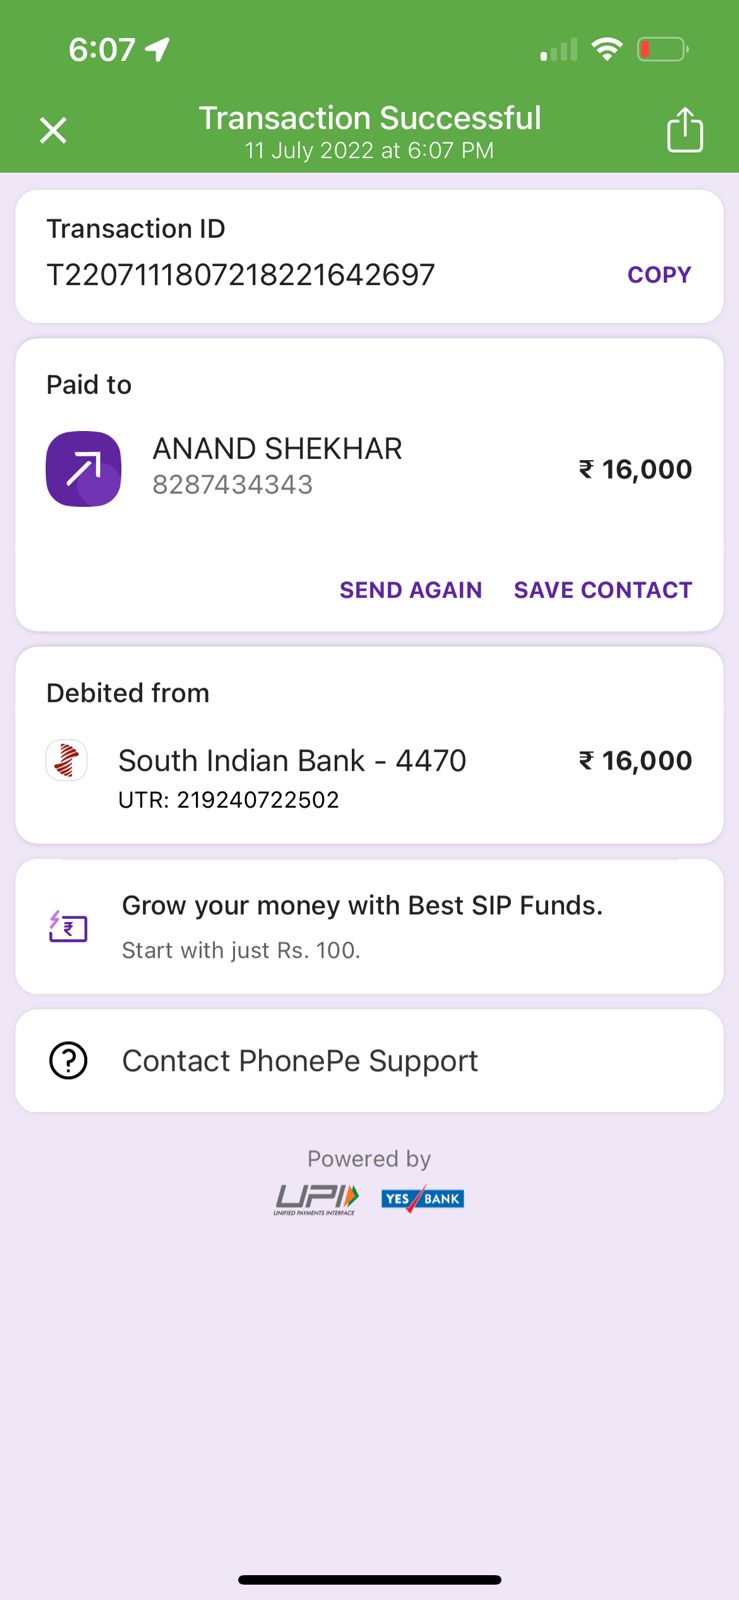 6:07
Transaction Successful
11 July 2022 at 6:07 PM
Transaction ID
T2207111807218221642697
COPY
Paid to
ANAND SHEKHAR
8287434343
₹ 16,000
SEND AGAIN
SAVE CONTACT
Debited from
South Indian Bank - 4470
₹ 16,000
UTR: 219240722502
₹
Grow your money with Best SIP Funds.
Start with just Rs. 100.
?
Contact PhonePe Support
Powered by
UPI
UNIFIED PAYMENTS INTERFACE
YES BANK